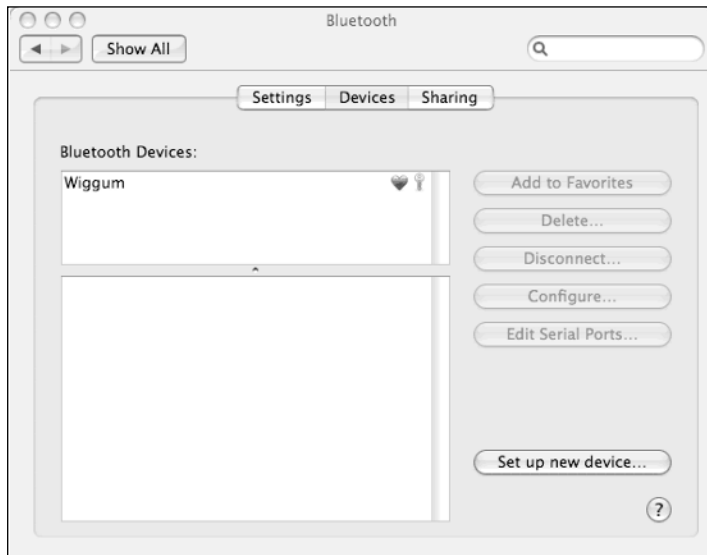 Bluetooth
Show All
Settings Devices Sharing
Bluetooth Devices:
Wiggum
Add to Favorites
Delete...
Disconnect...
Configure...
Edit Serial Ports...
Set up new device...
?